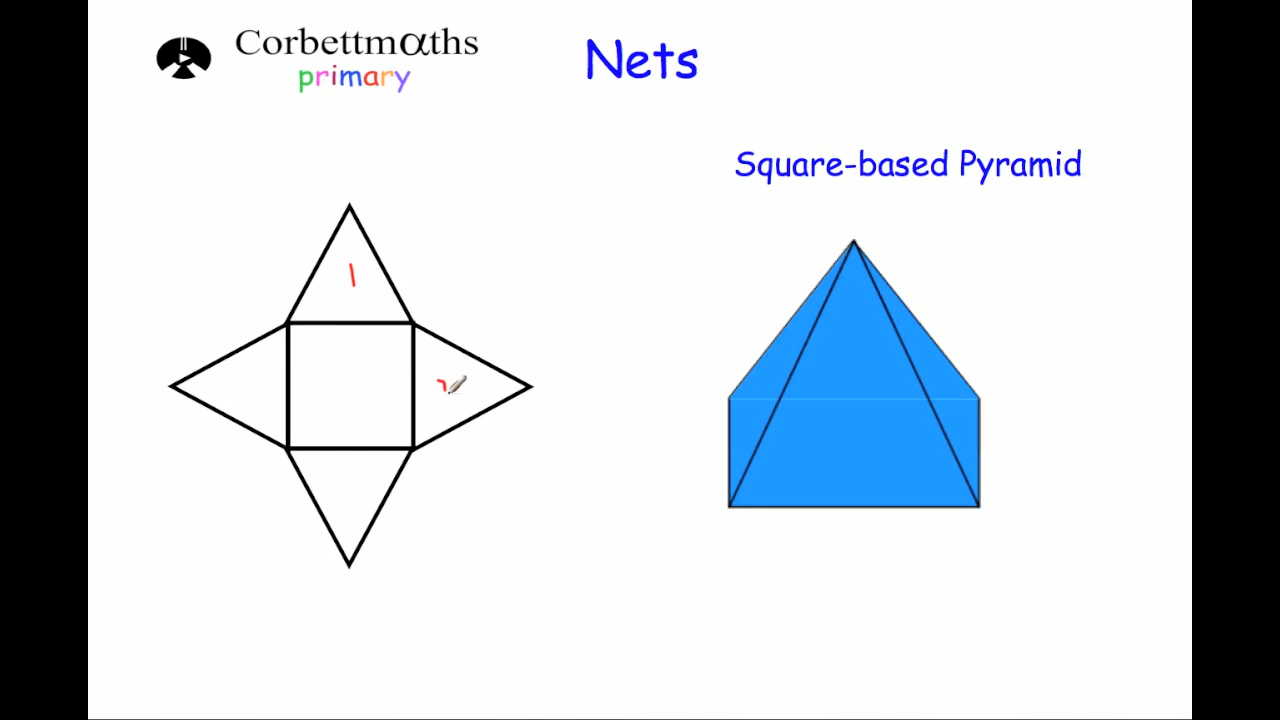 Corbettmαths
primary
Nets
Square-based Pyramid
1